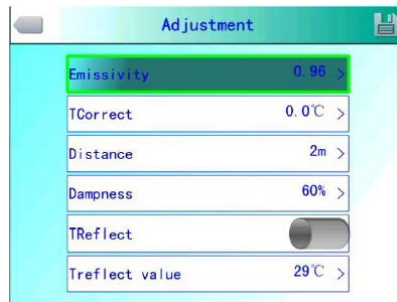 Adjustment
Emissivity 0.96 >
TCorrect 0.0℃ >
Distance 2m >
Dampness 60% >
TReflect
Treflect value 29℃ >